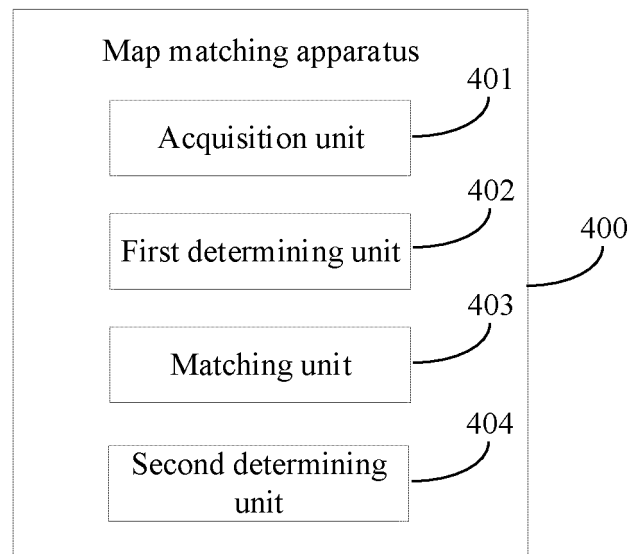 Map matching apparatus
401
Acquisition unit
402
First determining unit
400
403
Matching unit
404
Second determining
unit